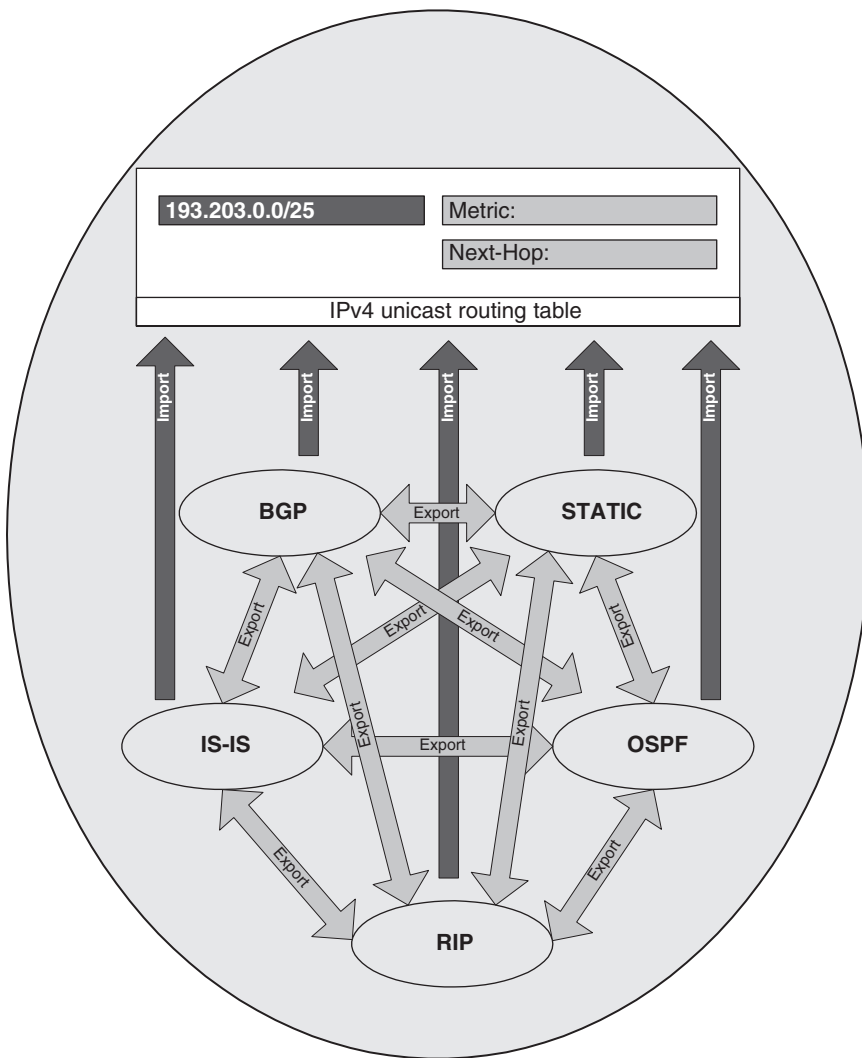 193.203.0.0/25
Metric:
Next-Hop:
IPv4 unicast routing table
Import
Import
Import
Import
Import
BGP
Export
STATIC
Export
Export
Export
Export
Export
Export
IS-IS
Export
OSPF
Export
Export
RIP